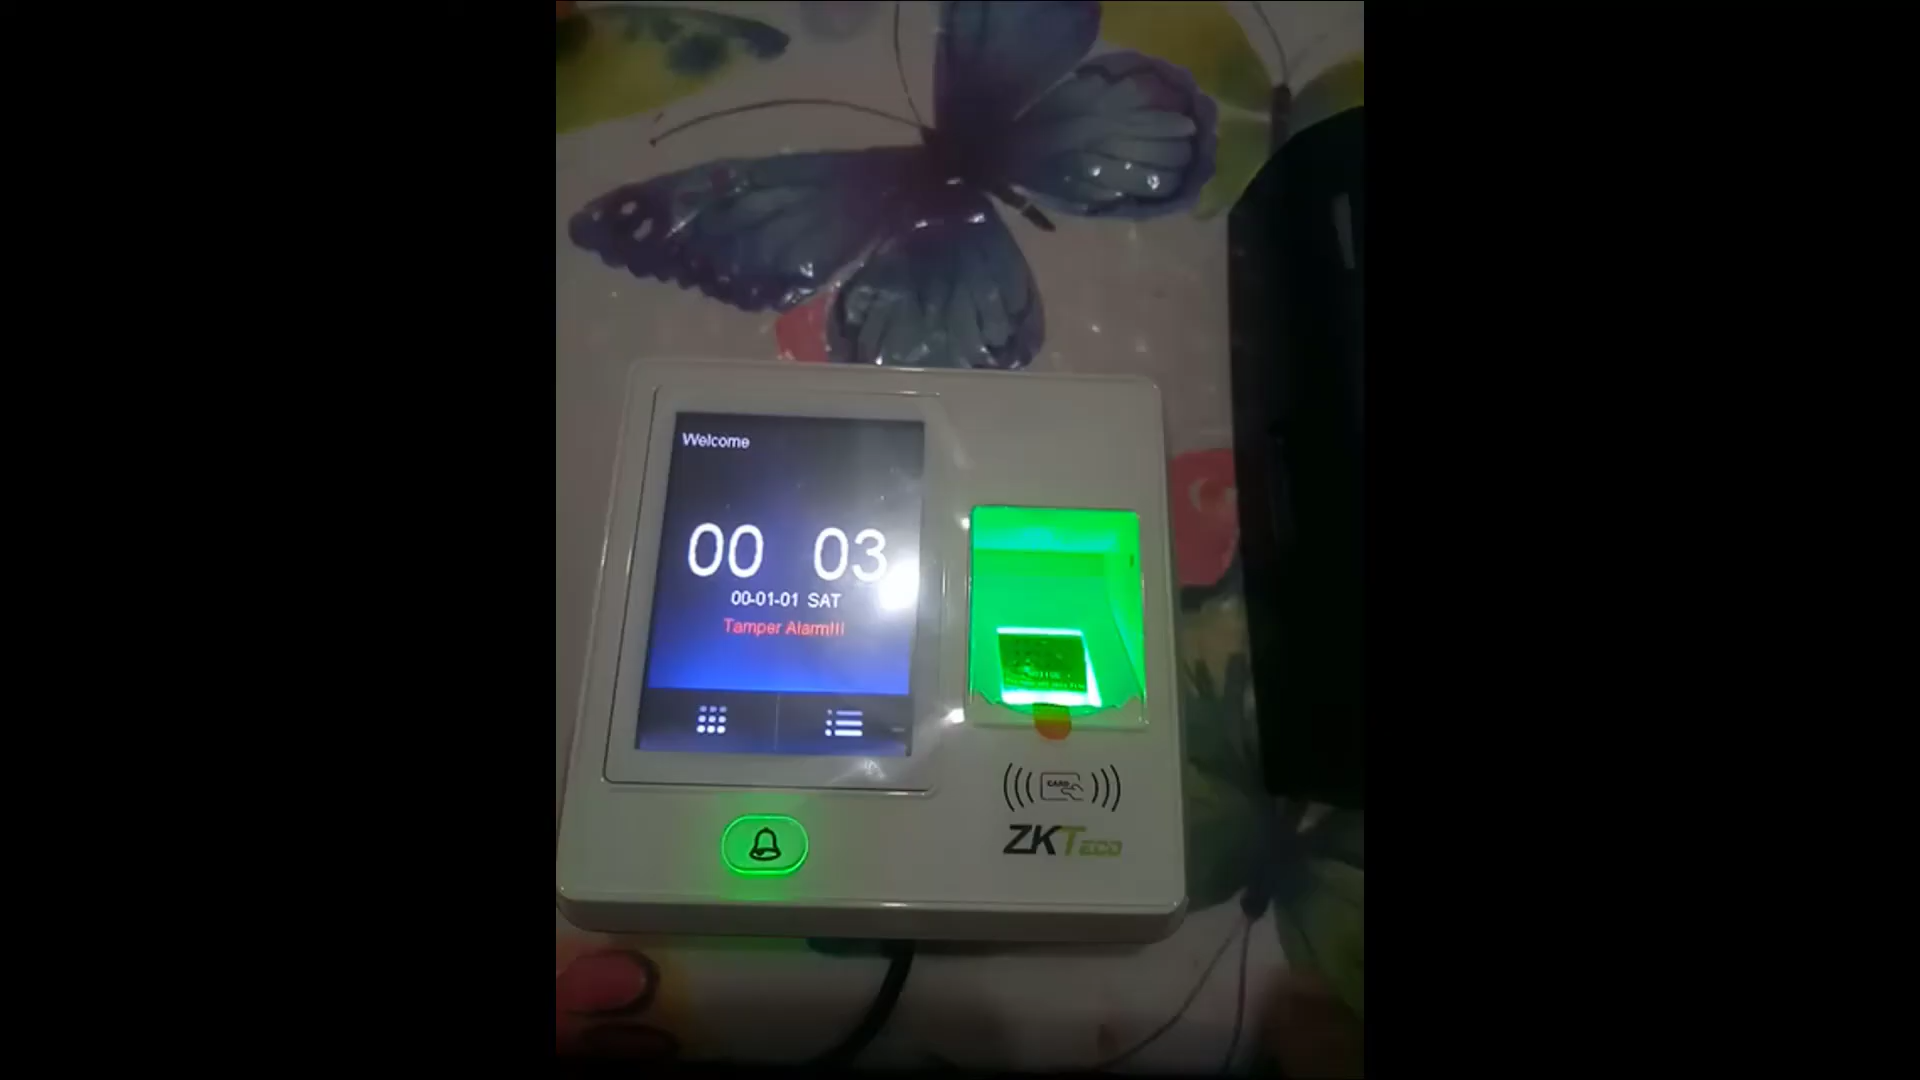 Welcome
00 03
00-01-01 SAT
Tamper Alarm!!!
CARD
ZKTECO